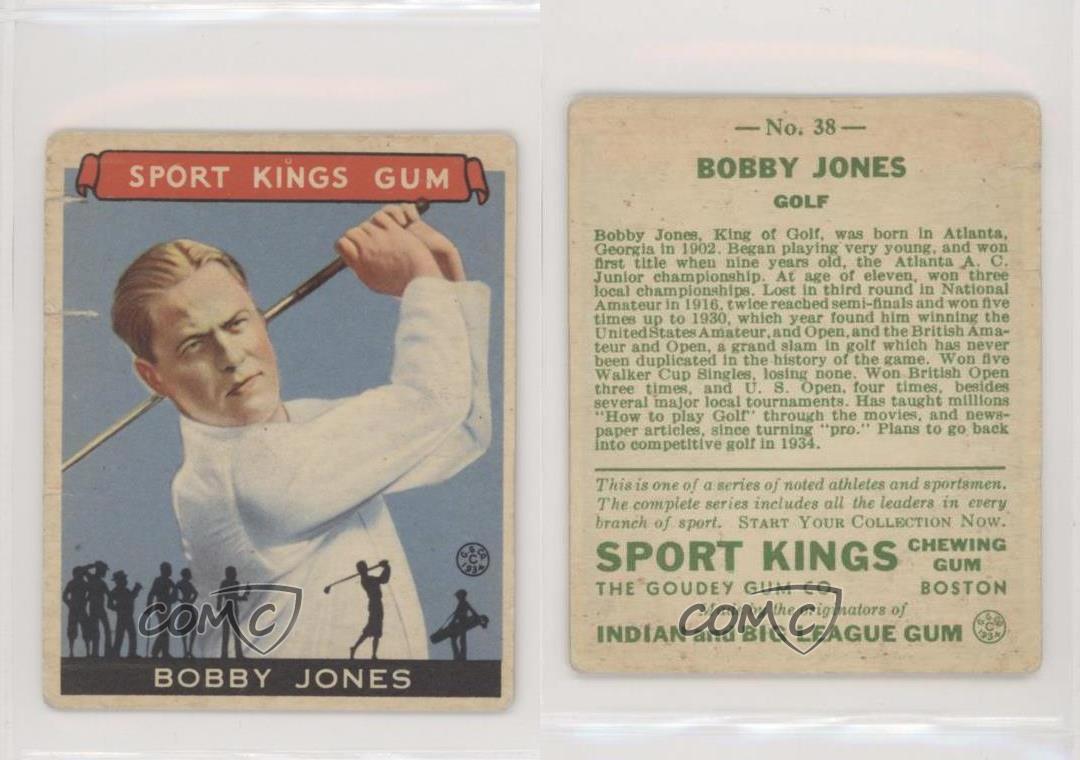 SPORT KINGS GUM
G.G.CO.
C
1934
COMC
BOBBY JONES
— No. 38 —
BOBBY JONES
GOLF
Bobby Jones, King of Golf, was born in Atlanta,
Georgia in 1902. Began playing very young, and won
first title when nine years old, the Atlanta A. C.
Junior championship. At age of eleven, won three
local championships. Lost in third round in National
Amateur in 1916, twice reached semi-finals and won five
times up to 1930, which year found him winning the
United States Amateur, and Open, and the British Ama-
teur and Open, a grand slam in golf which has never
been duplicated in the history of the game. Won five
Walker Cup Singles, losing none. Won British Open
three times, and U. S. Open, four times, besides
several major local tournaments. Has taught millions
"How to play Golf" through the movies, and news-
paper articles, since turning "pro." Plans to go back
into competitive golf in 1934.
This is one of a series of noted athletes and sportsmen.
The complete series includes all the leaders in every
branch of sport. START YOUR COLLECTION NOW.
SPORT KINGS CHEWING GUM
THE GOUDEY GUM CO. BOSTON
Made by the originators of
INDIAN and BIG LEAGUE GUM
G.G.CO.
C
1934
COMC